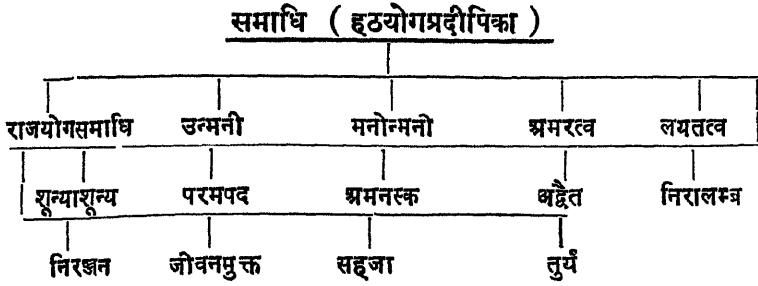 समाधि ( हठयोगप्रदीपिका )
राजयोगसमाधि उन्मनी मनोन्मनो अमरत्व लयतत्व
शून्याशून्य परमपद अमनस्क अद्वैत निरालम्ब
निरञ्जन जीवनमुक्त सहजा तुर्यं